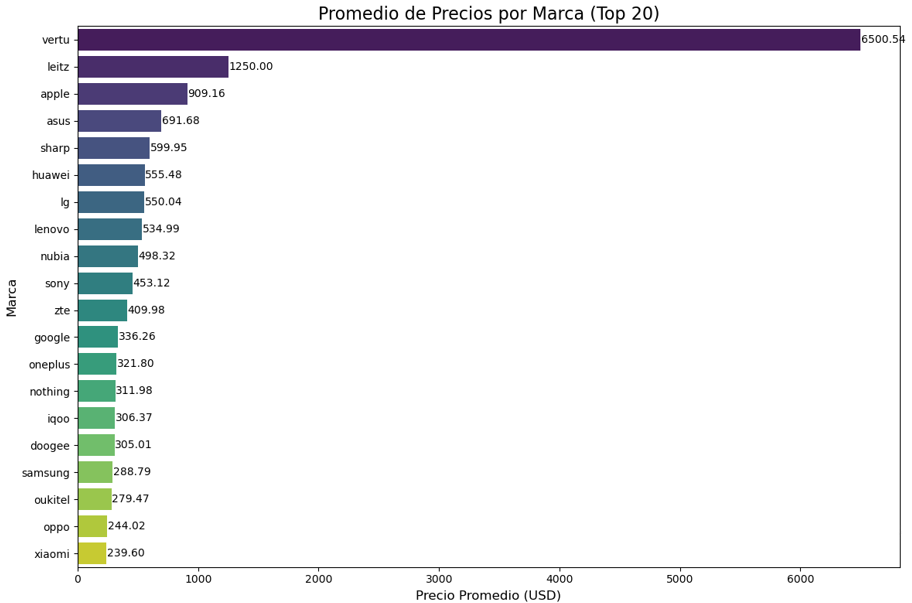 Promedio de Precios por Marca (Top 20)
vertu 6500.54
leitz 1250.00
apple 909.16
asus 691.68
sharp 599.95
huawei 555.48
lg 550.04
lenovo 534.99
nubia 498.32
sony 453.12
zte 409.98
google 336.26
oneplus 321.80
nothing 311.98
iqoo 306.37
doogee 305.01
samsung 288.79
oukitel 279.47
oppo 244.02
xiaomi 239.60
Marca
0 1000 2000 3000 4000 5000 6000
Precio Promedio (USD)